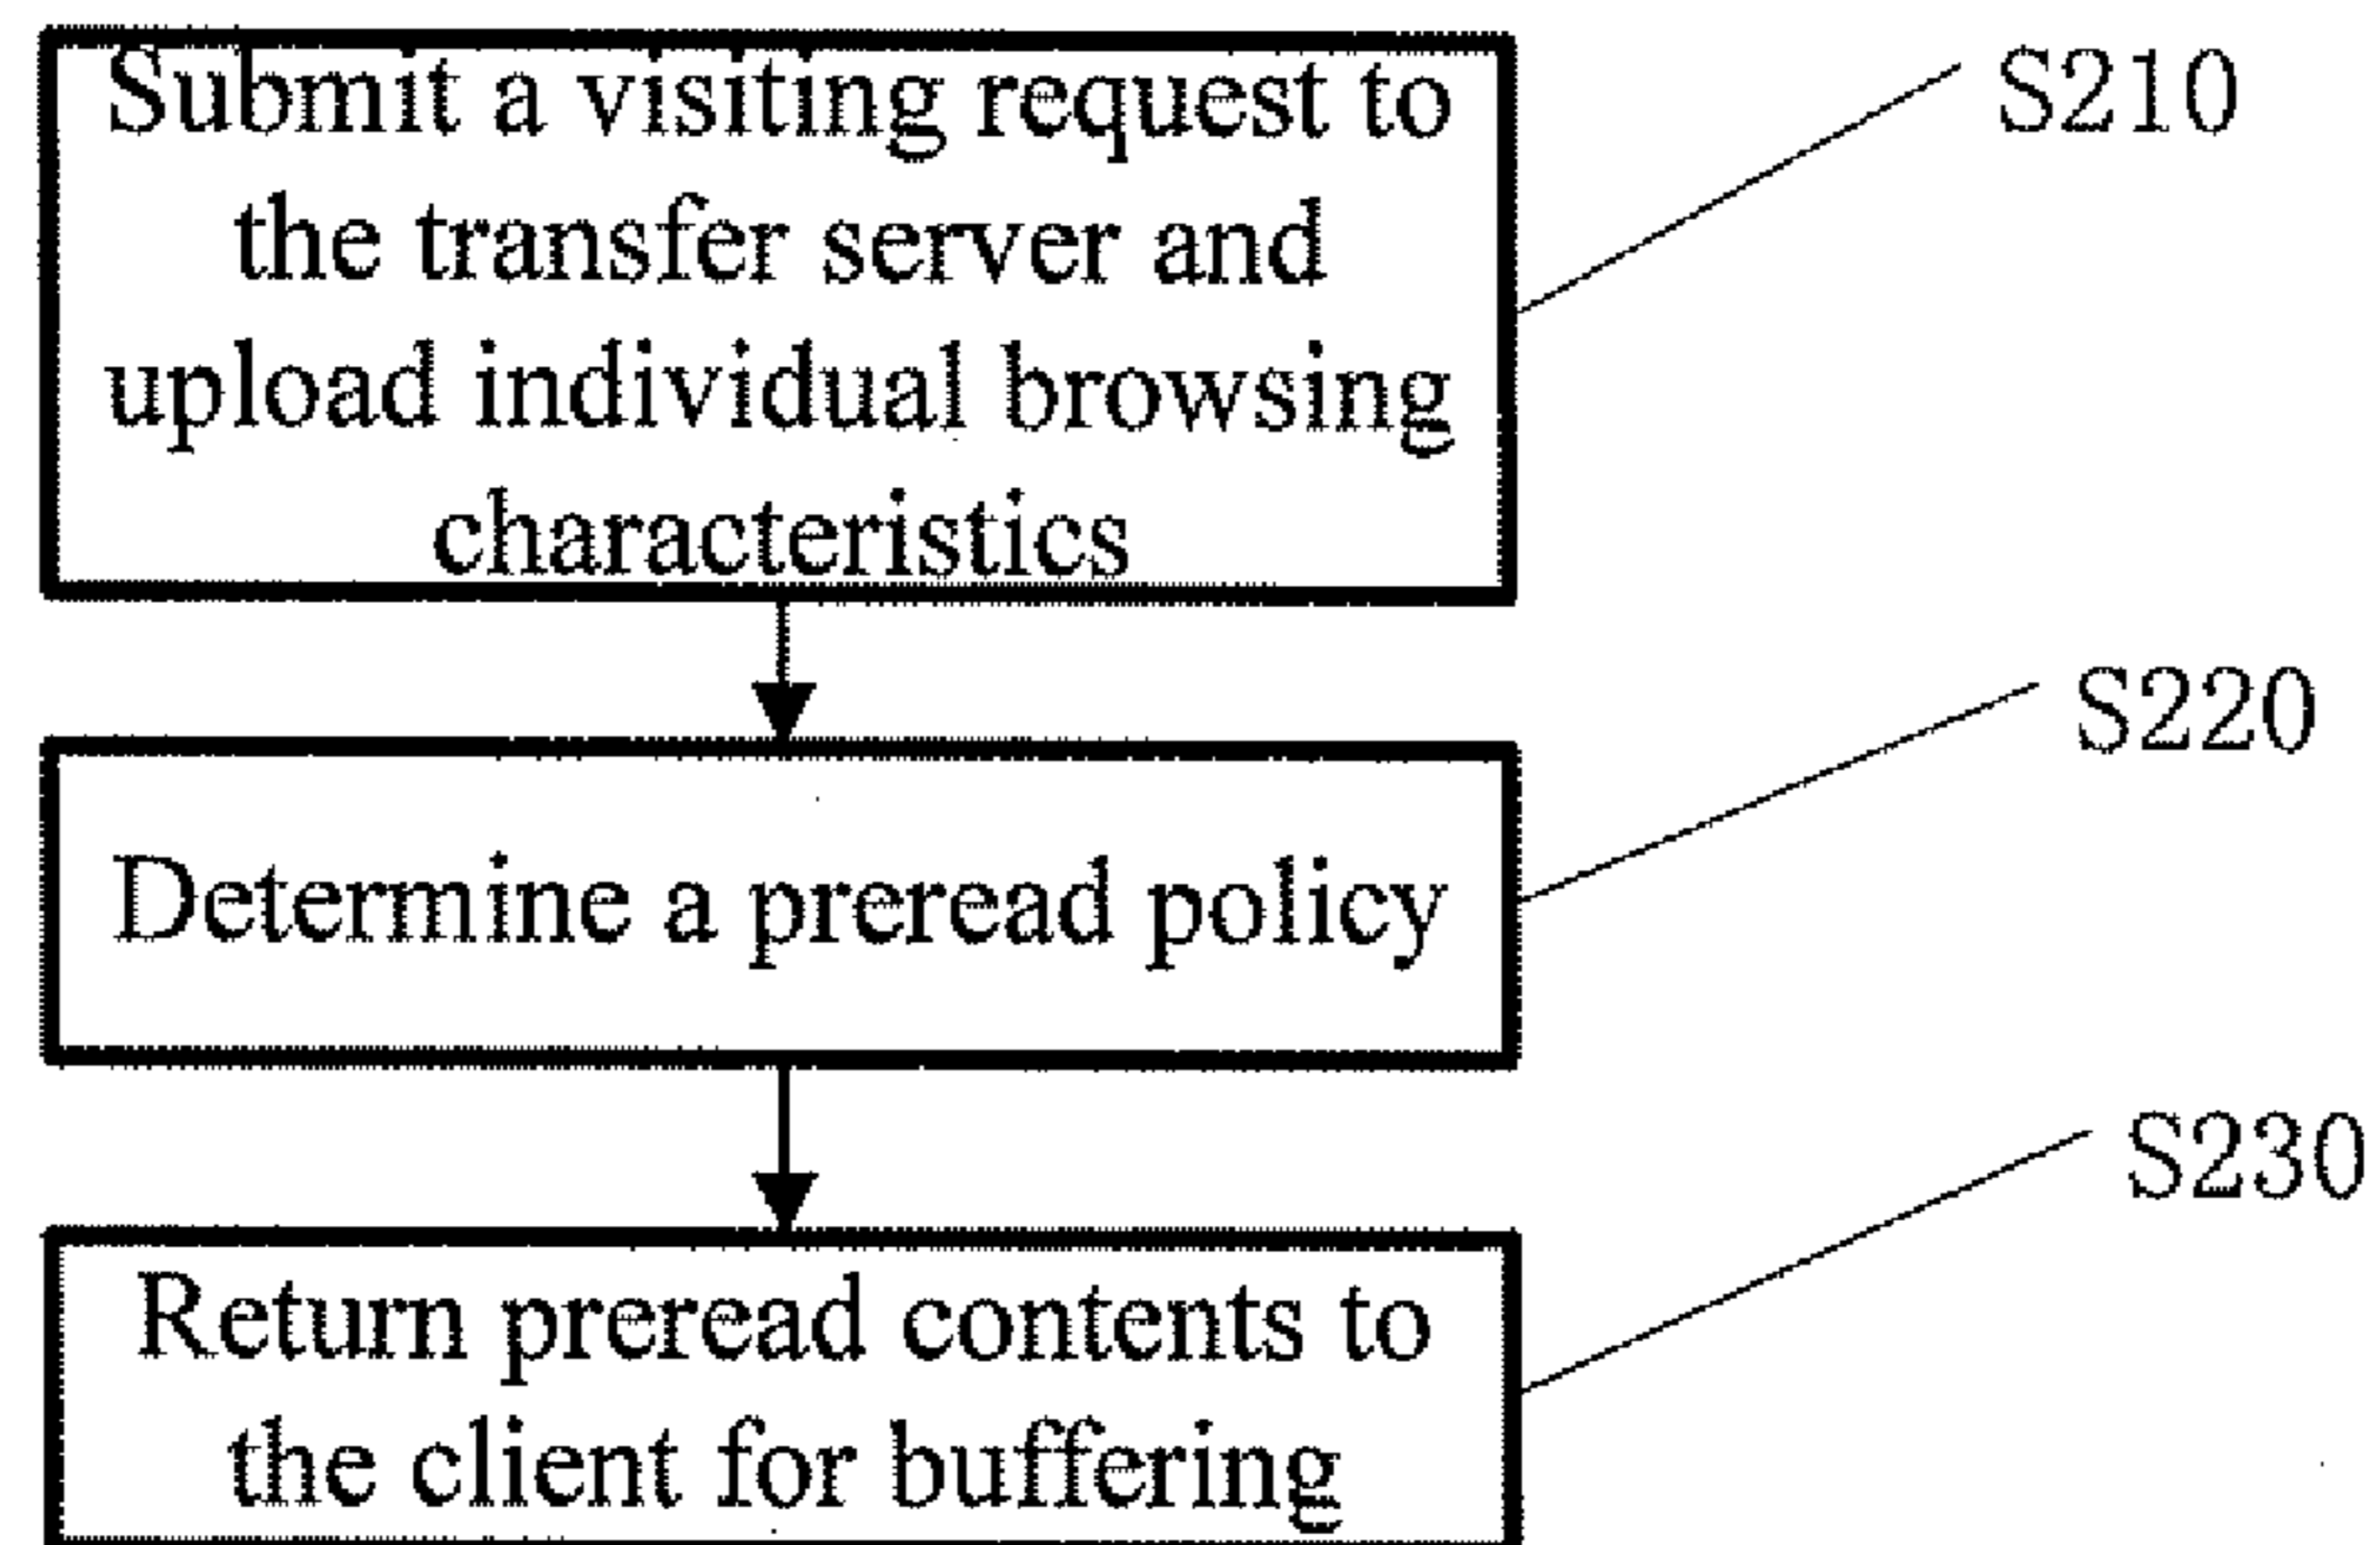 Submit a visiting request to
the transfer server and
upload individual browsing
characteristics
S210
Determine a preread policy
S220
Return preread contents to
the client for buffering
S230